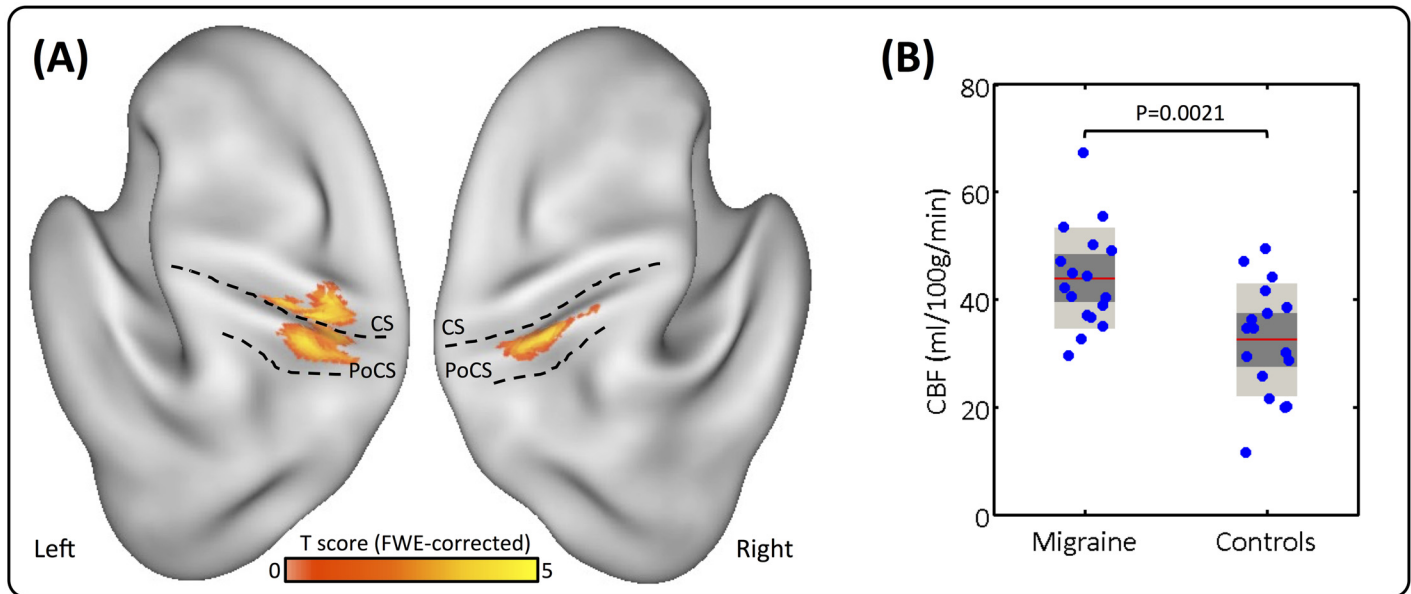 (A)
CS
PoCS
CS
PoCS
Left
Right
T score (FWE-corrected)
0
5
(B)
CBF (ml/100g/min)
80
60
40
20
0
P=0.0021
Migraine
Controls